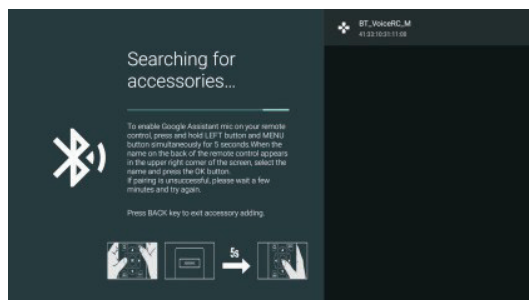 Searching for
accessories...
To enable Google Assistant mic on your remote
control, press and hold LEFT button and MENU
button simultaneously for 5 seconds.When the
name on the back of the remote control appears
in the upper right corner of the screen, select the
name and press the OK button.
If pairing is unsuccessful, please wait a few
minutes and try again.
Press BACK key to exit accessory adding.
5s
BT_VoiceRC_M